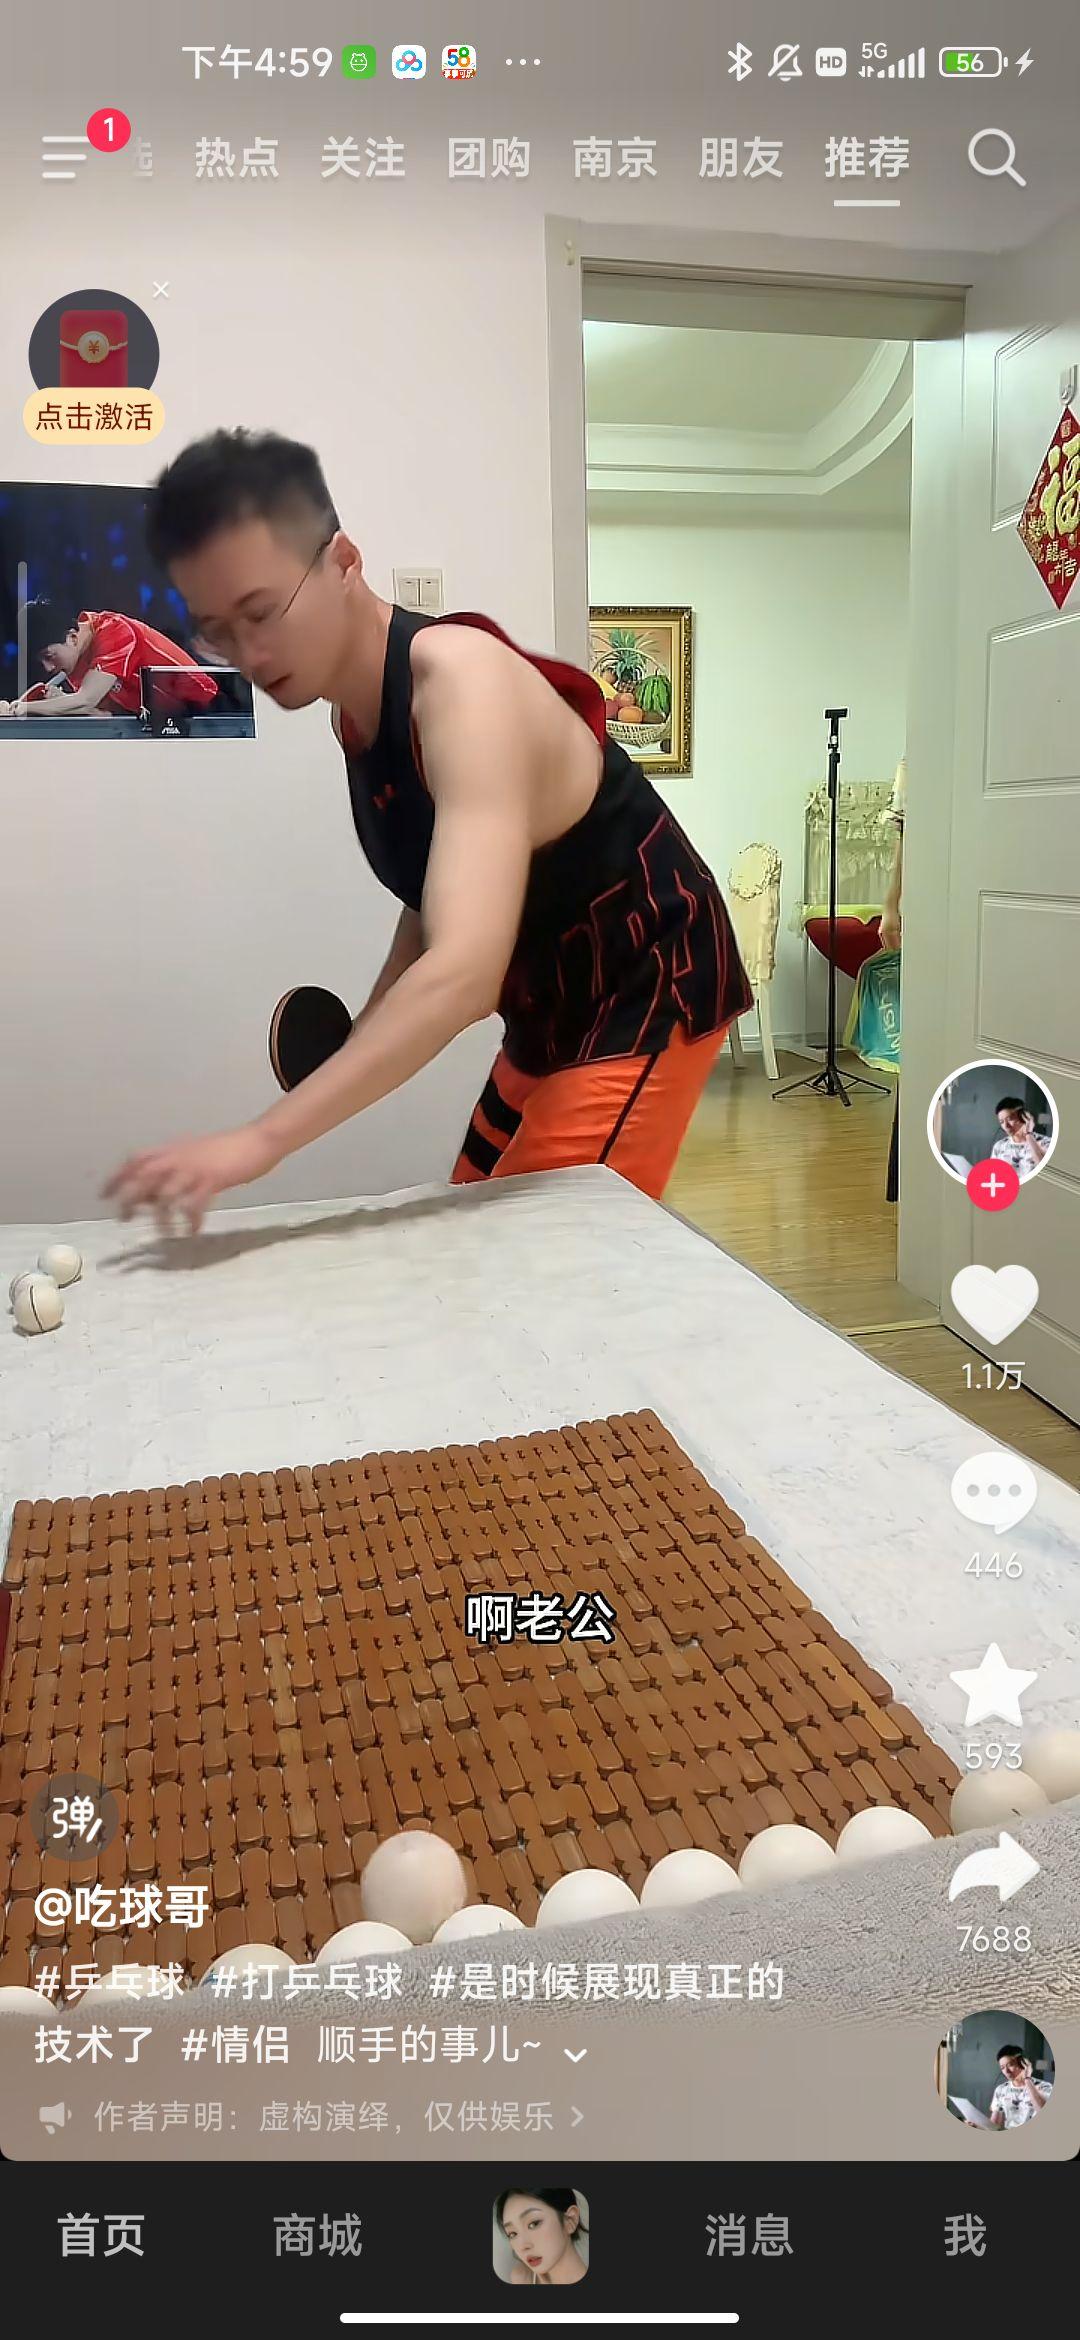 下午4:59
58
HD
5G
56
1
热点
关注
团购
南京
朋友
推荐
点击激活
福
啊老公
1.1万
446
593
7688
弹
@吃球哥
#乒乓球 #打乒乓球 #是时候展现真正的
技术了 #情侣 顺手的事儿~
作者声明：虚构演绎，仅供娱乐
首页
商城
消息
我